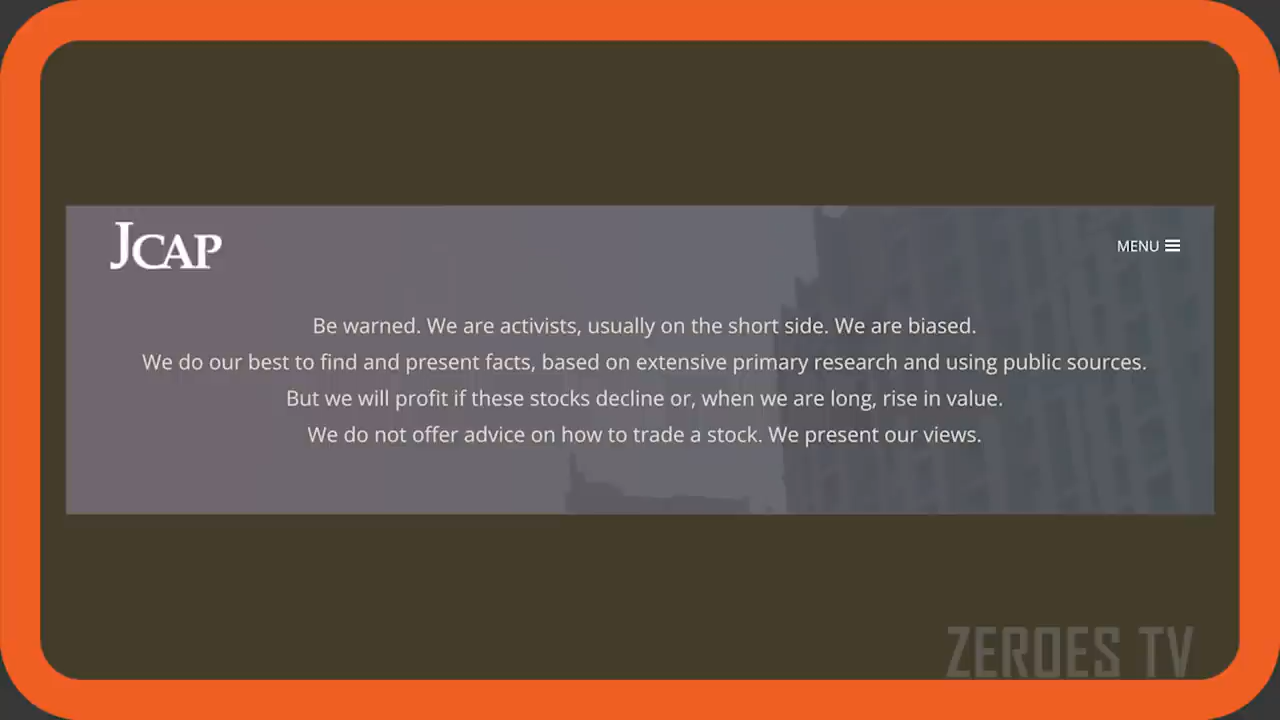 JCAP
MENU
Be warned. We are activists, usually on the short side. We are biased.
We do our best to find and present facts, based on extensive primary research and using public sources.
But we will profit if these stocks decline or, when we are long, rise in value.
We do not offer advice on how to trade a stock. We present our views.
ZEROES TV